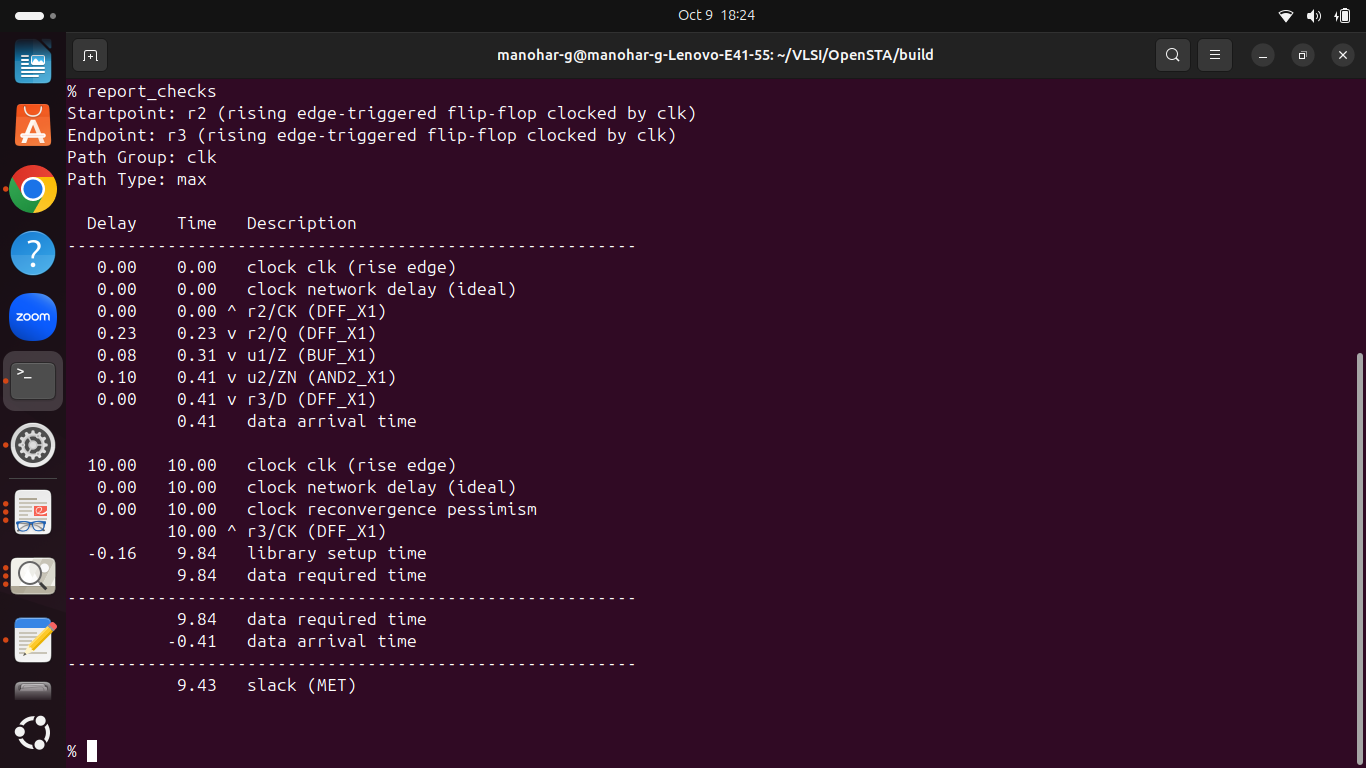 Oct 9 18:24
manohar-g@manohar-g-Lenovo-E41-55: ~/VLSI/OpenSTA/build
% report_checks
Startpoint: r2 (rising edge-triggered flip-flop clocked by clk)
Endpoint: r3 (rising edge-triggered flip-flop clocked by clk)
Path Group: clk
Path Type: max
  Delay    Time   Description
---------------------------------------------------------
   0.00    0.00   clock clk (rise edge)
   0.00    0.00   clock network delay (ideal)
   0.00    0.00 ^ r2/CK (DFF_X1)
   0.23    0.23 v r2/Q (DFF_X1)
   0.08    0.31 v u1/Z (BUF_X1)
   0.10    0.41 v u2/ZN (AND2_X1)
   0.00    0.41 v r3/D (DFF_X1)
           0.41   data arrival time
  10.00   10.00   clock clk (rise edge)
   0.00   10.00   clock network delay (ideal)
   0.00   10.00   clock reconvergence pessimism
          10.00 ^ r3/CK (DFF_X1)
  -0.16    9.84   library setup time
           9.84   data required time
---------------------------------------------------------
           9.84   data required time
          -0.41   data arrival time
---------------------------------------------------------
           9.43   slack (MET)
%
?
zoom
>_